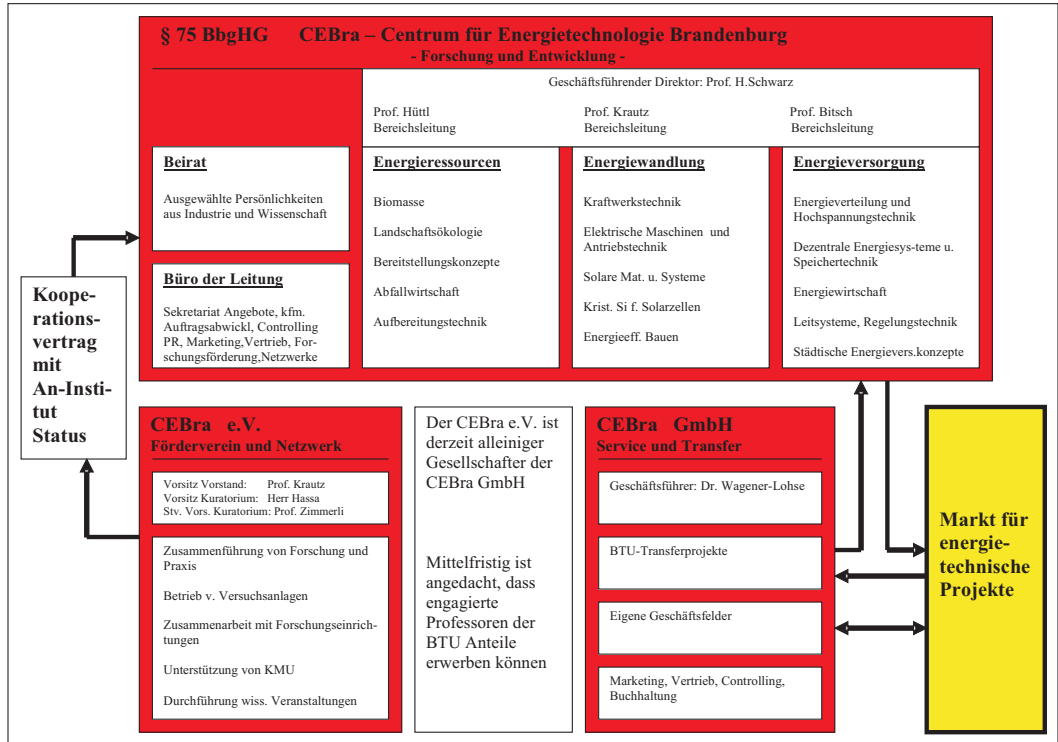 § 75 BbgHG CEBra – Centrum für Energietechnologie Brandenburg
- Forschung und Entwicklung -
Geschäftsführender Direktor: Prof. H.Schwarz
Prof. Hüttl
Bereichsleitung
Prof. Krautz
Bereichsleitung
Prof. Bitsch
Bereichsleitung
Beirat
Ausgewählte Persönlichkeiten
aus Industrie und Wissenschaft
Büro der Leitung
Sekretariat Angebote, kfm.
Auftragsabwickl, Controlling
PR, Marketing,Vertrieb, For-
schungsförderung,Netzwerke
Energieressourcen
Biomasse
Landschaftsökologie
Bereitstellungskonzepte
Abfallwirtschaft
Aufbereitungstechnik
Energiewandlung
Kraftwerkstechnik
Elektrische Maschinen und
Antriebstechnik
Solare Mat. u. Systeme
Krist. Si f. Solarzellen
Energieeff. Bauen
Energieversorgung
Energieverteilung und
Hochspannungstechnik
Dezentrale Energiesys-teme u.
Speichertechnik
Energiewirtschaft
Leitsysteme, Regelungstechnik
Städtische Energievers.konzepte
Koope-
rations-
vertrag
mit
An-Insti-
tut
Status
CEBra e.V.
Förderverein und Netzwerk
Vorsitz Vorstand: Prof. Krautz
Vorsitz Kuratorium: Herr Hassa
Stv. Vors. Kuratorium: Prof. Zimmerli
Zusammenführung von Forschung und
Praxis
Betrieb v. Versuchsanlagen
Zusammenarbeit mit Forschungseinrich-
tungen
Unterstützung von KMU
Durchführung wiss. Veranstaltungen
Der CEBra e.V. ist
derzeit alleiniger
Gesellschafter der
CEBra GmbH
Mittelfristig ist
angedacht, dass
engagierte
Professoren der
BTU Anteile
erwerben können
CEBra GmbH
Service und Transfer
Geschäftsführer: Dr. Wagener-Lohse
BTU-Transferprojekte
Eigene Geschäftsfelder
Marketing, Vertrieb, Controlling,
Buchhaltung
Markt für
energie-
technische
Projekte